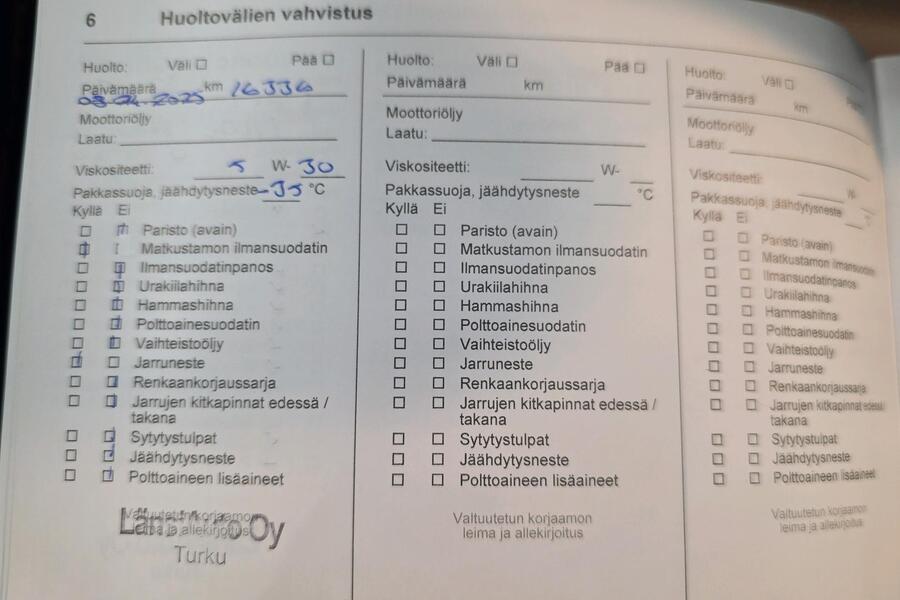 6
Huoltovälien vahvistus
Huolto: Väli ☐ Pää ☐
Päivämäärä km 16336
03.04.2025
Moottoriöljy
Laatu:
Viskositeetti: 5 W- 30
Pakkassuoja, jäähdytysneste -35 °C
Kyllä Ei
Paristo (avain)
Matkustamon ilmansuodatin
Ilmansuodatinpanos
Urakiilahihna
Hammashihna
Polttoainesuodatin
Vaihteistoöljy
Jarruneste
Renkaankorjaussarja
Jarrujen kitkapinnat edessä /
takana
Sytytystulpat
Jäähdytysneste
Polttoaineen lisäaineet
Valtuutetun korjaamon
leima ja allekirjoitus
Oy
Turku
Huolto: Väli ☐ Pää ☐
Päivämäärä km
Moottoriöljy
Laatu:
Viskositeetti: W-
Pakkassuoja, jäähdytysneste °C
Kyllä Ei
Paristo (avain)
Matkustamon ilmansuodatin
Ilmansuodatinpanos
Urakiilahihna
Hammashihna
Polttoainesuodatin
Vaihteistoöljy
Jarruneste
Renkaankorjaussarja
Jarrujen kitkapinnat edessä /
takana
Sytytystulpat
Jäähdytysneste
Polttoaineen lisäaineet
Valtuutetun korjaamon
leima ja allekirjoitus
Huolto: Väli ☐
Päivämäärä km
Moottoriöljy
Laatu:
Viskositeetti: W-
Pakkassuoja, jäähdytysneste °C
Kyllä Ei
Paristo (avain)
Matkustamon ilmansuodatin
Ilmansuodatinpanos
Urakiilahihna
Hammashihna
Polttoainesuodatin
Vaihteistoöljy
Jarruneste
Renkaankorjaussarja
Jarrujen kitkapinnat edessä /
takana
Sytytystulpat
Jäähdytysneste
Polttoaineen lisäaineet
Valtuutetun korjaamon
leima ja allekirjoitus